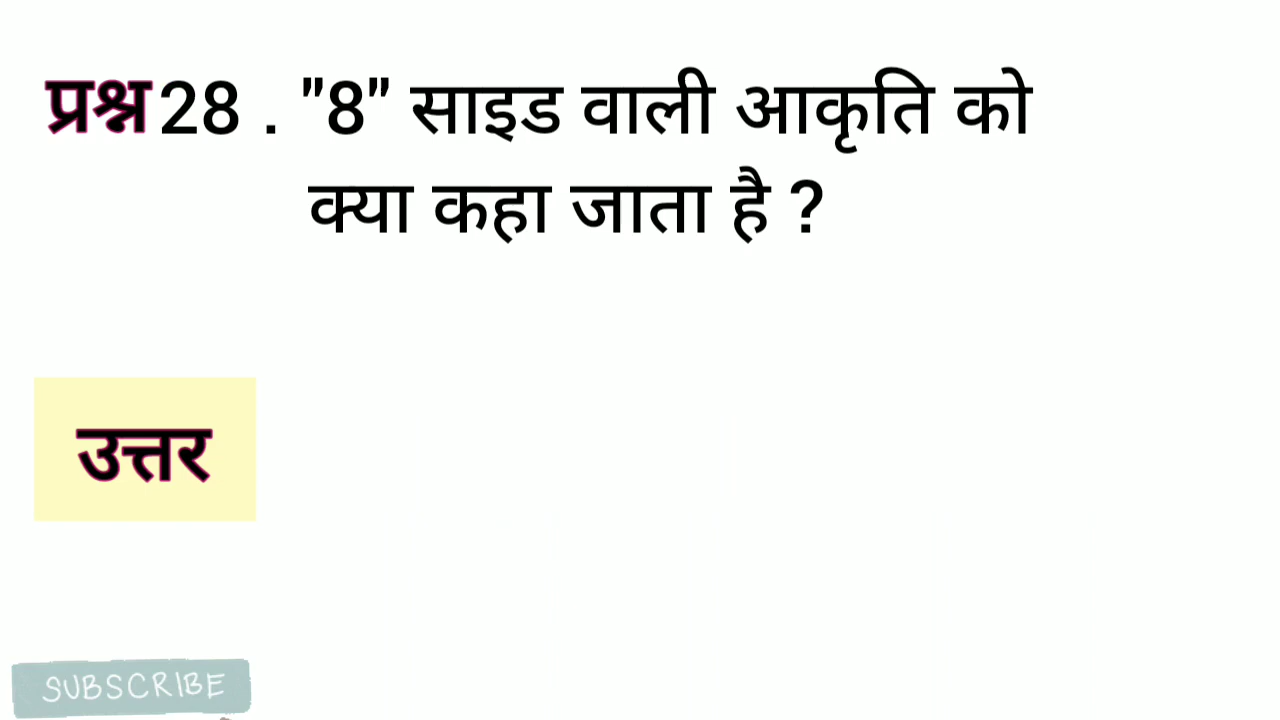 प्रश्न 28 . "8" साइड वाली आकृति को
क्या कहा जाता है ?
उत्तर
SUBSCRIBE